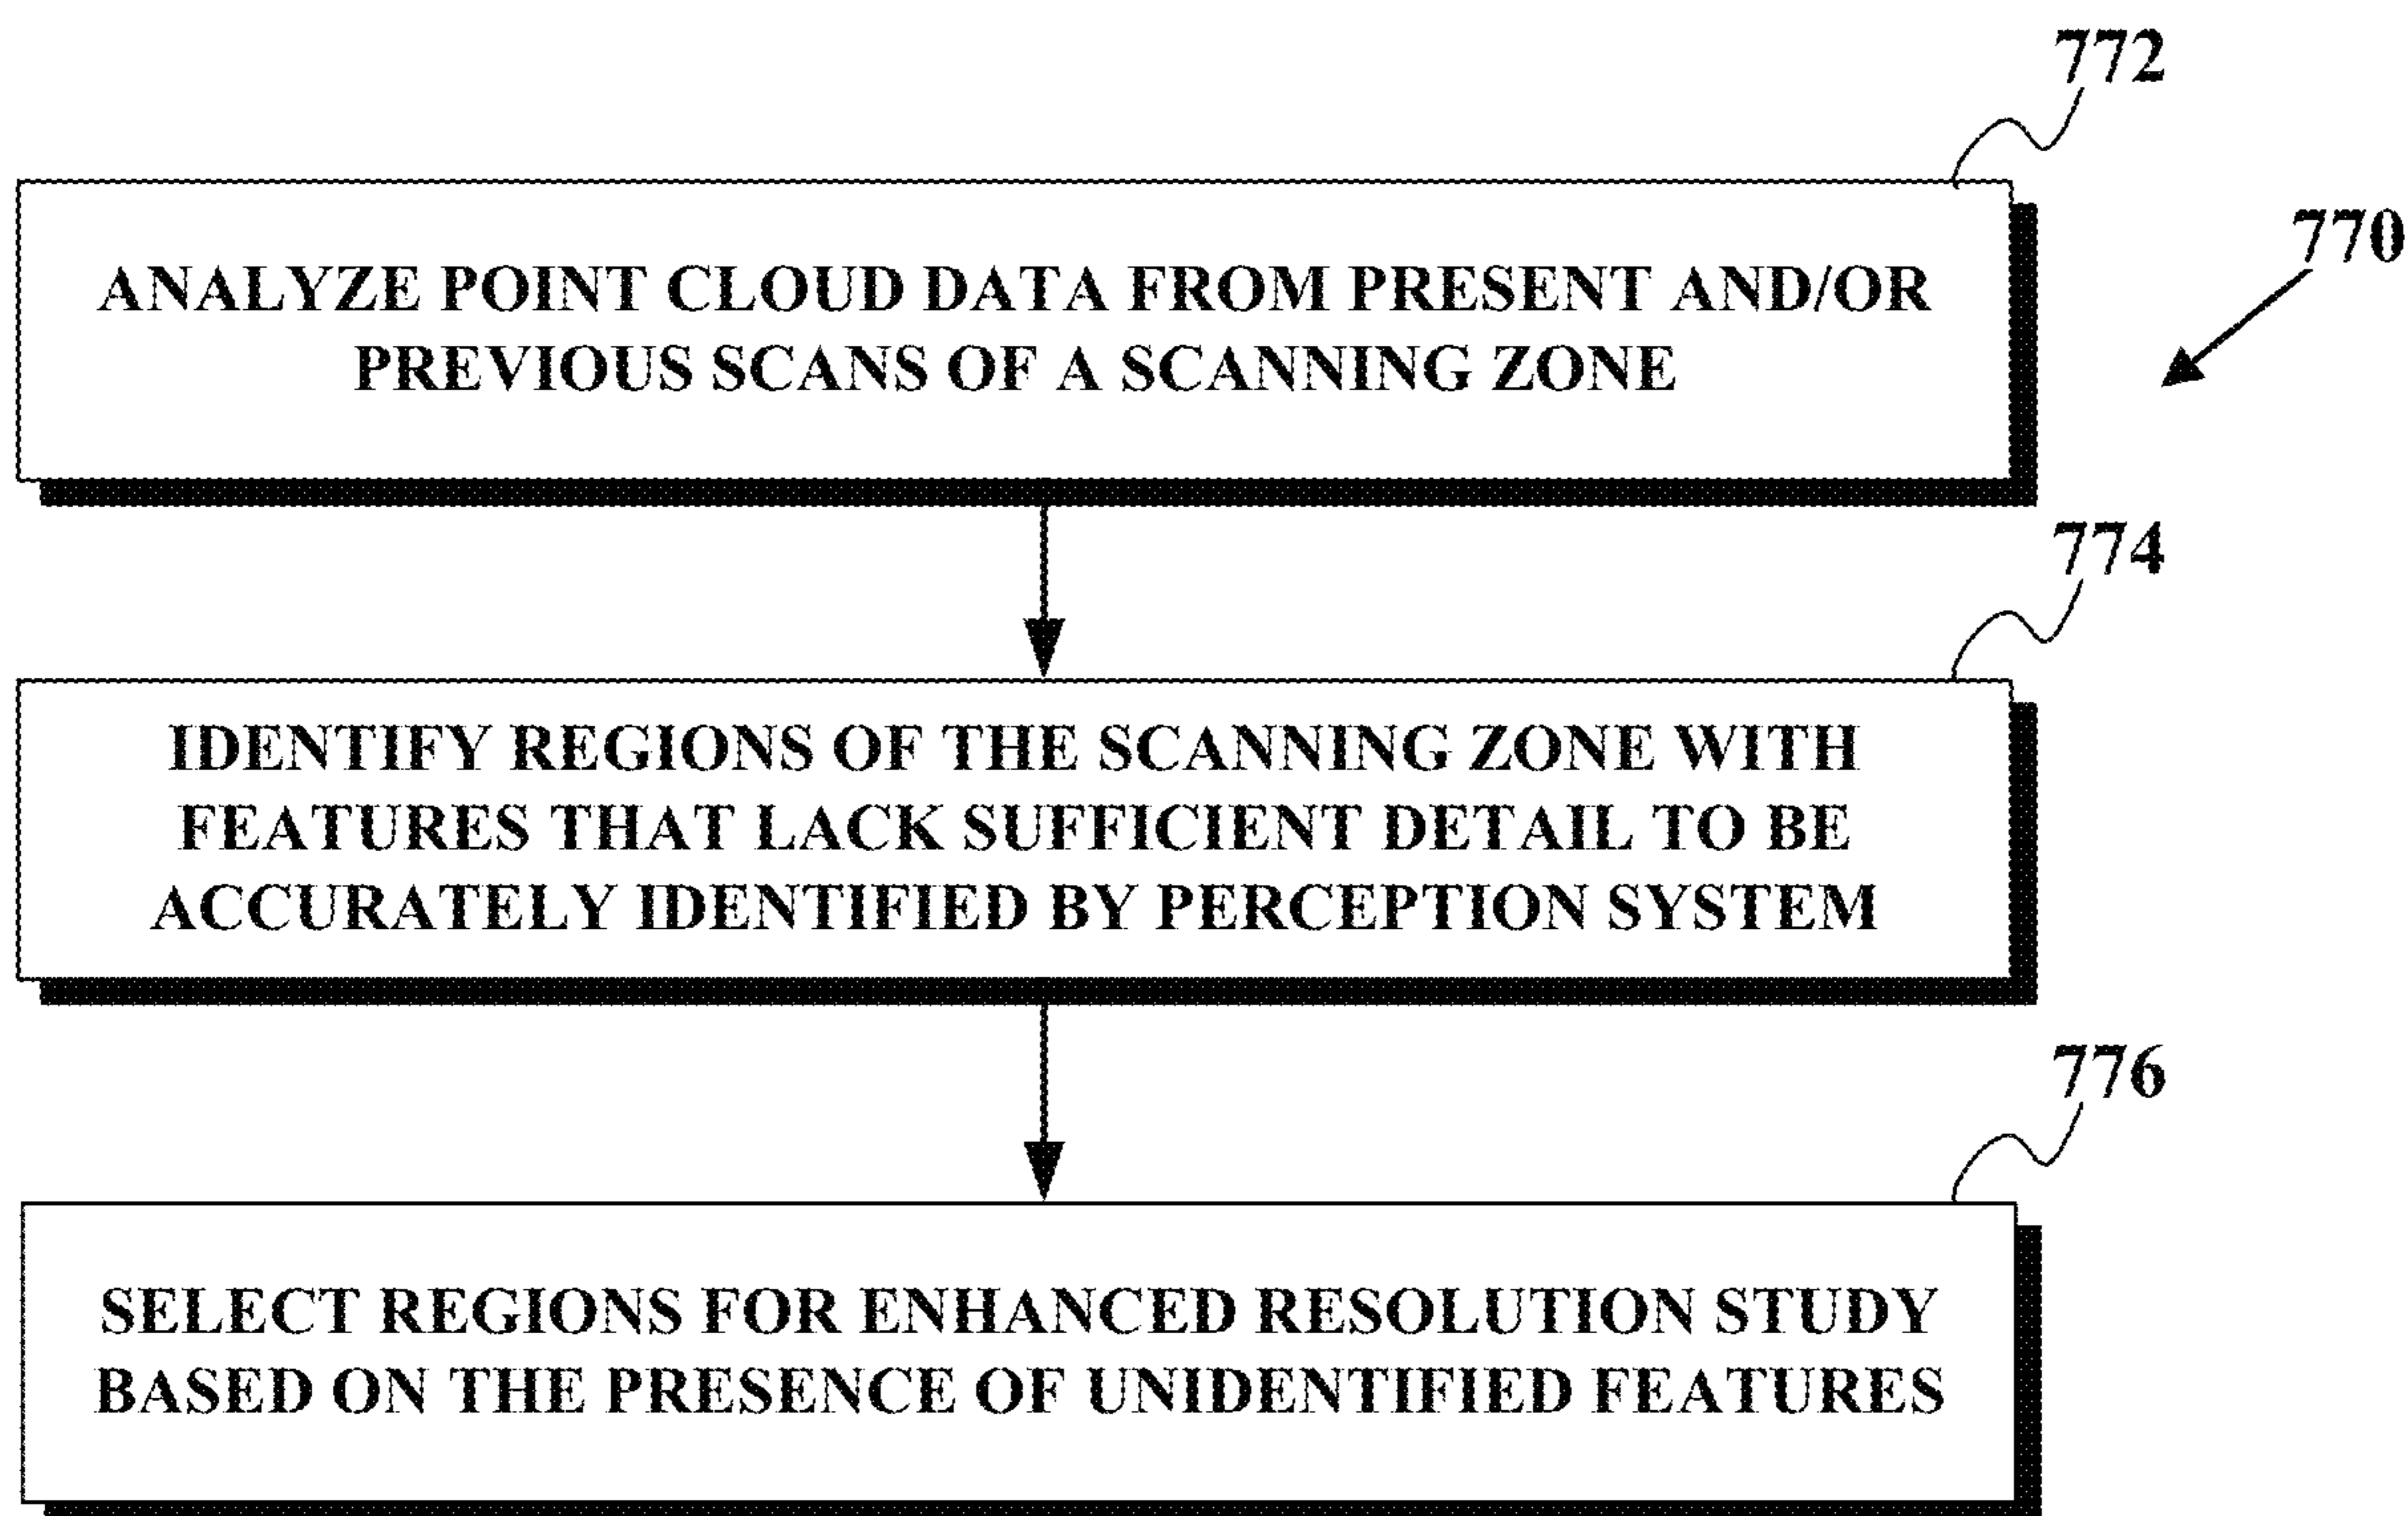 772
770
ANALYZE POINT CLOUD DATA FROM PRESENT AND/OR
PREVIOUS SCANS OF A SCANNING ZONE
774
IDENTIFY REGIONS OF THE SCANNING ZONE WITH
FEATURES THAT LACK SUFFICIENT DETAIL TO BE
ACCURATELY IDENTIFIED BY PERCEPTION SYSTEM
776
SELECT REGIONS FOR ENHANCED RESOLUTION STUDY
BASED ON THE PRESENCE OF UNIDENTIFIED FEATURES